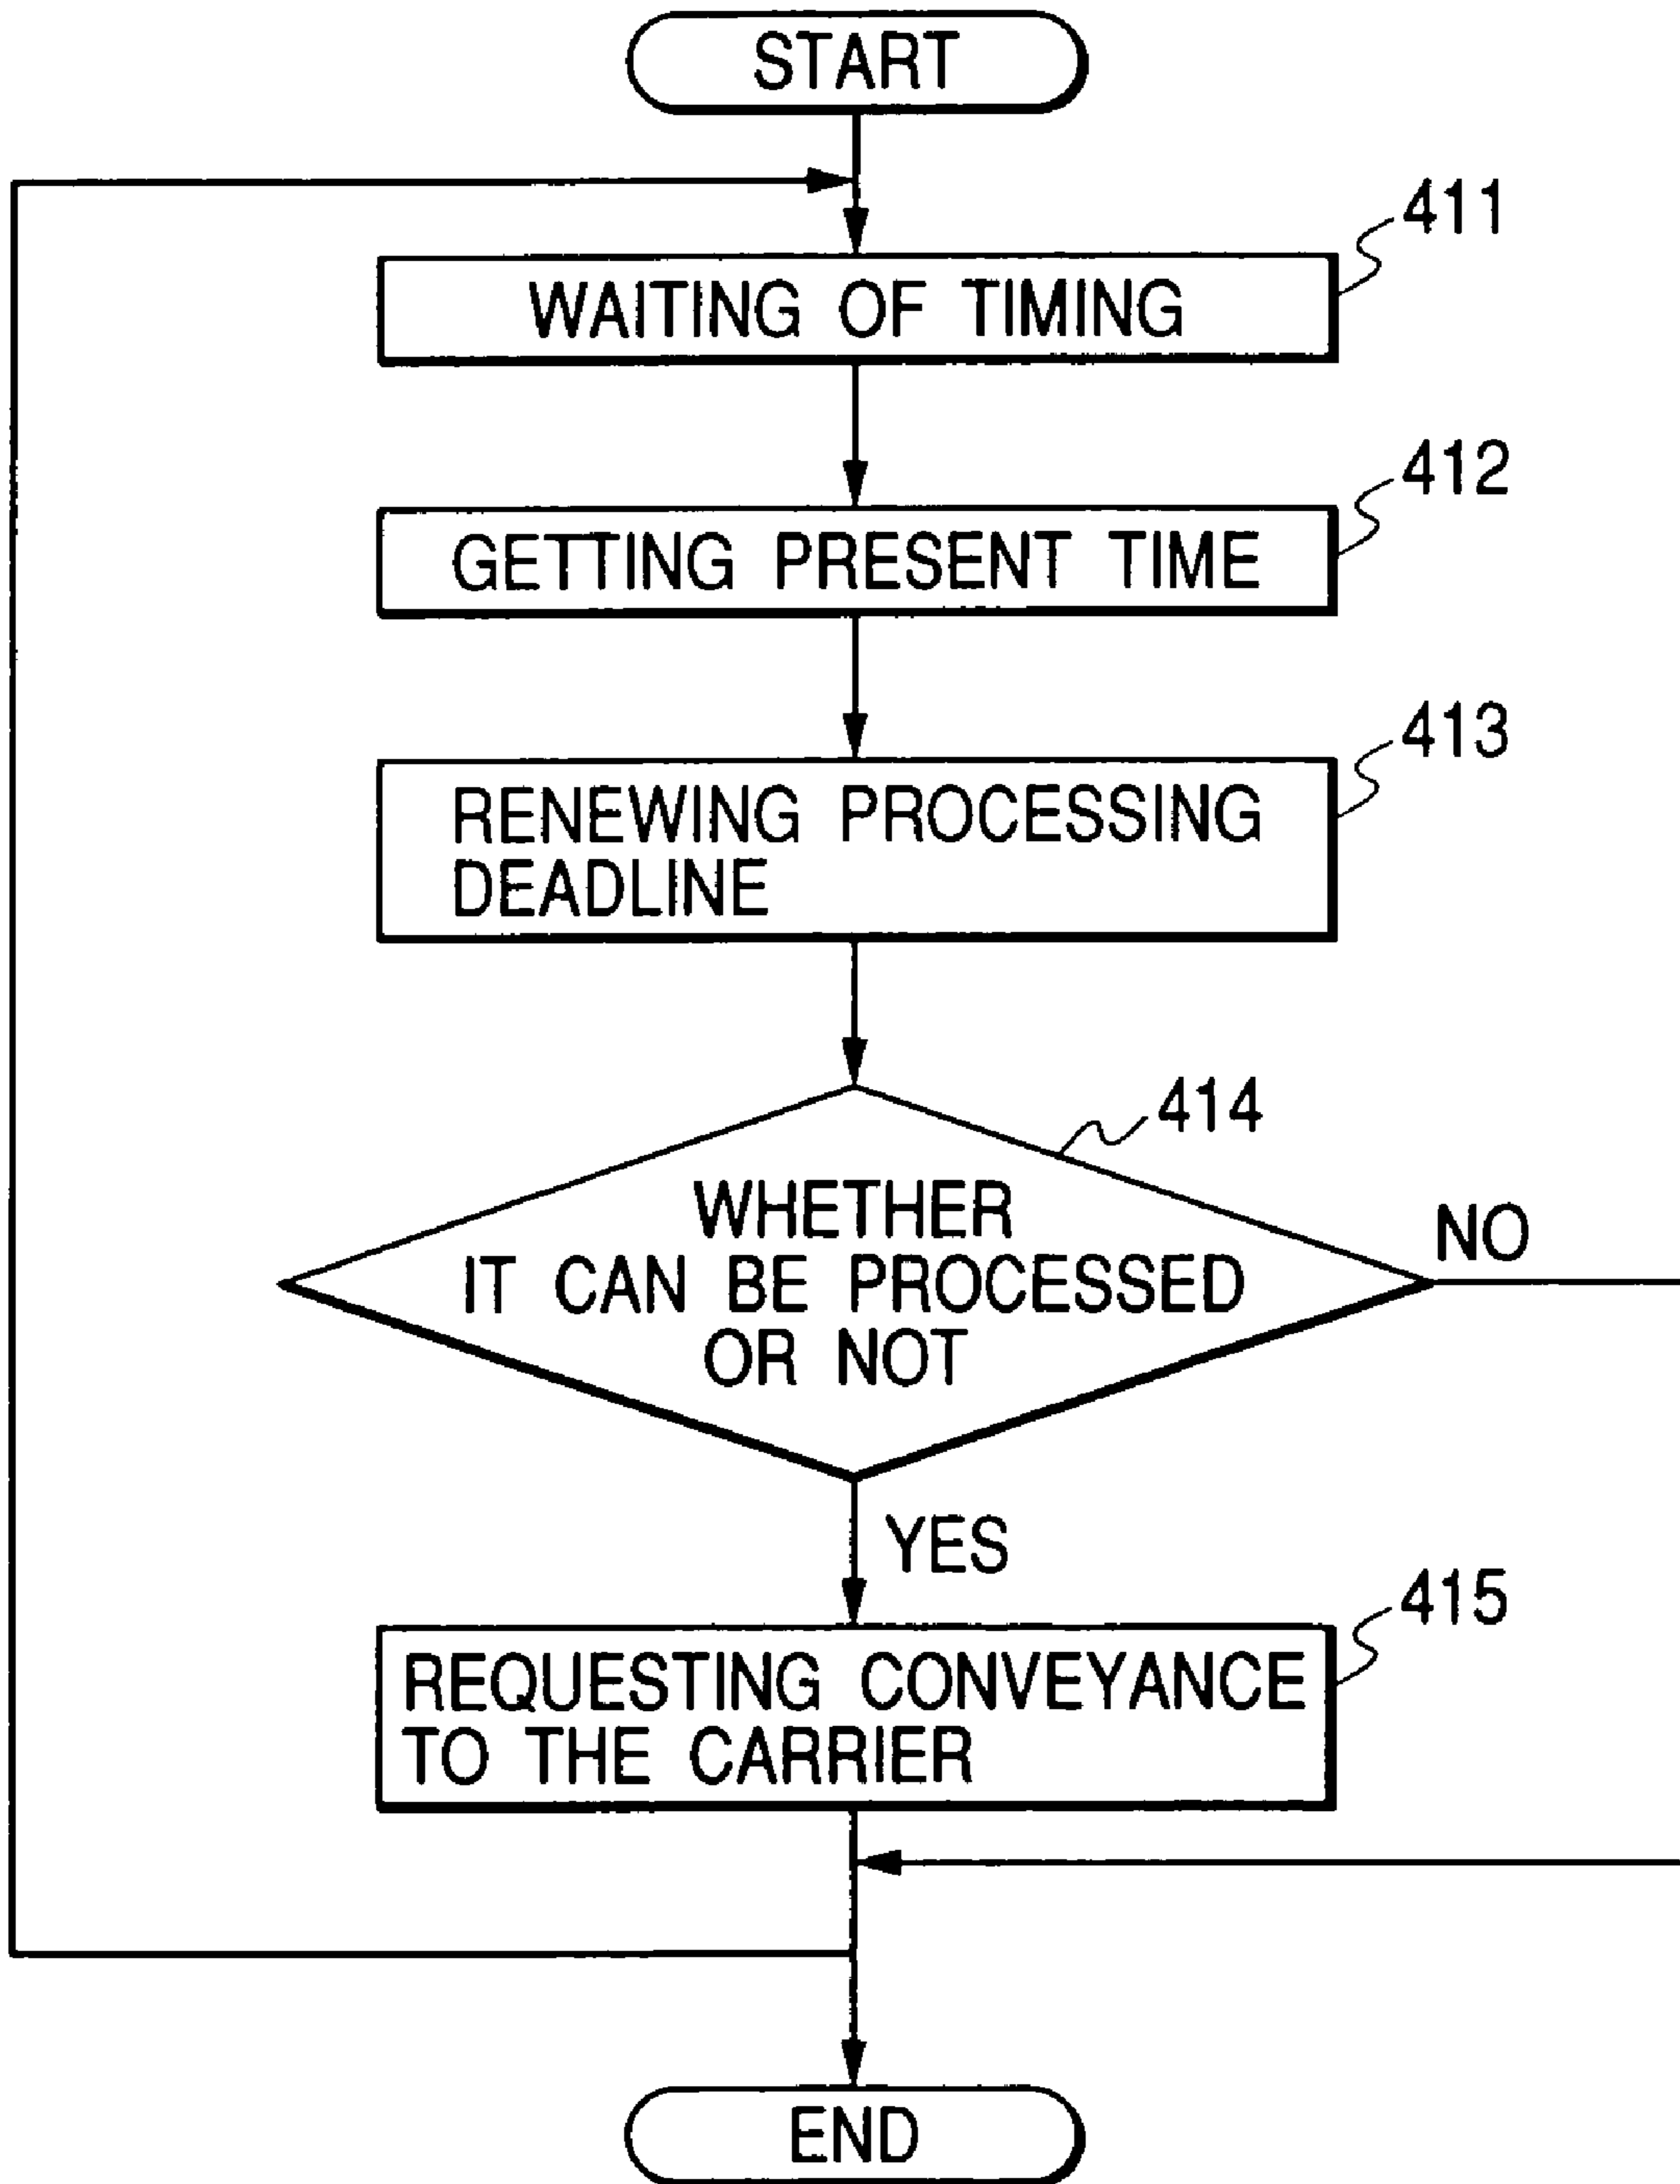 START
411
WAITING OF TIMING
412
GETTING PRESENT TIME
413
RENEWING PROCESSING
DEADLINE
414
WHETHER
IT CAN BE PROCESSED
OR NOT
NO
YES
415
REQUESTING CONVEYANCE
TO THE CARRIER
END